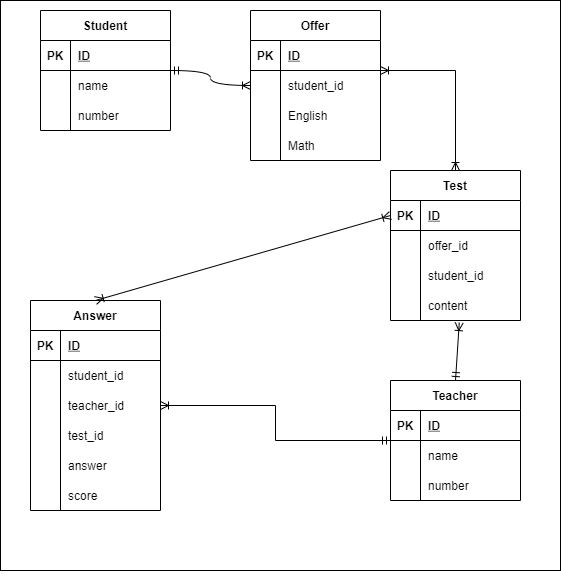 Student
PK ID
name
number
Offer
PK ID
student_id
English
Math
Test
PK ID
offer_id
student_id
content
Answer
PK ID
student_id
teacher_id
test_id
answer
score
Teacher
PK ID
name
number